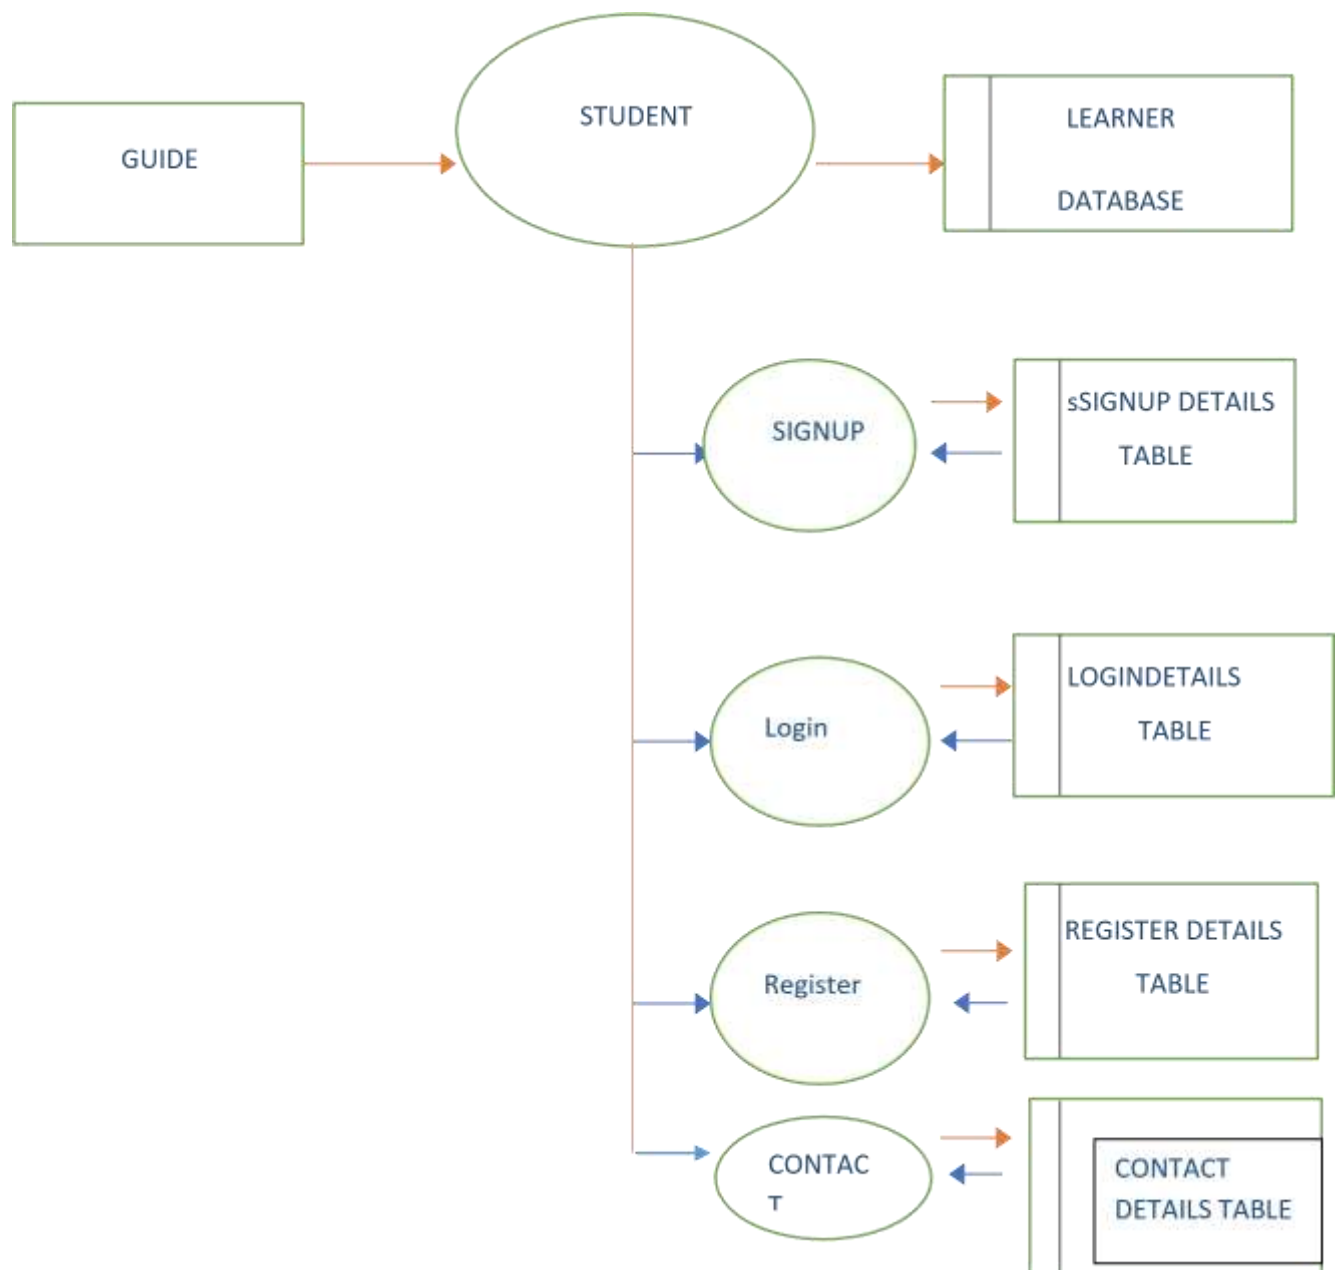 GUIDE
STUDENT
LEARNER
DATABASE
SIGNUP
sSIGNUP DETAILS
TABLE
Login
LOGINDETAILS
TABLE
Register
REGISTER DETAILS
TABLE
CONTAC
T
CONTACT
DETAILS TABLE